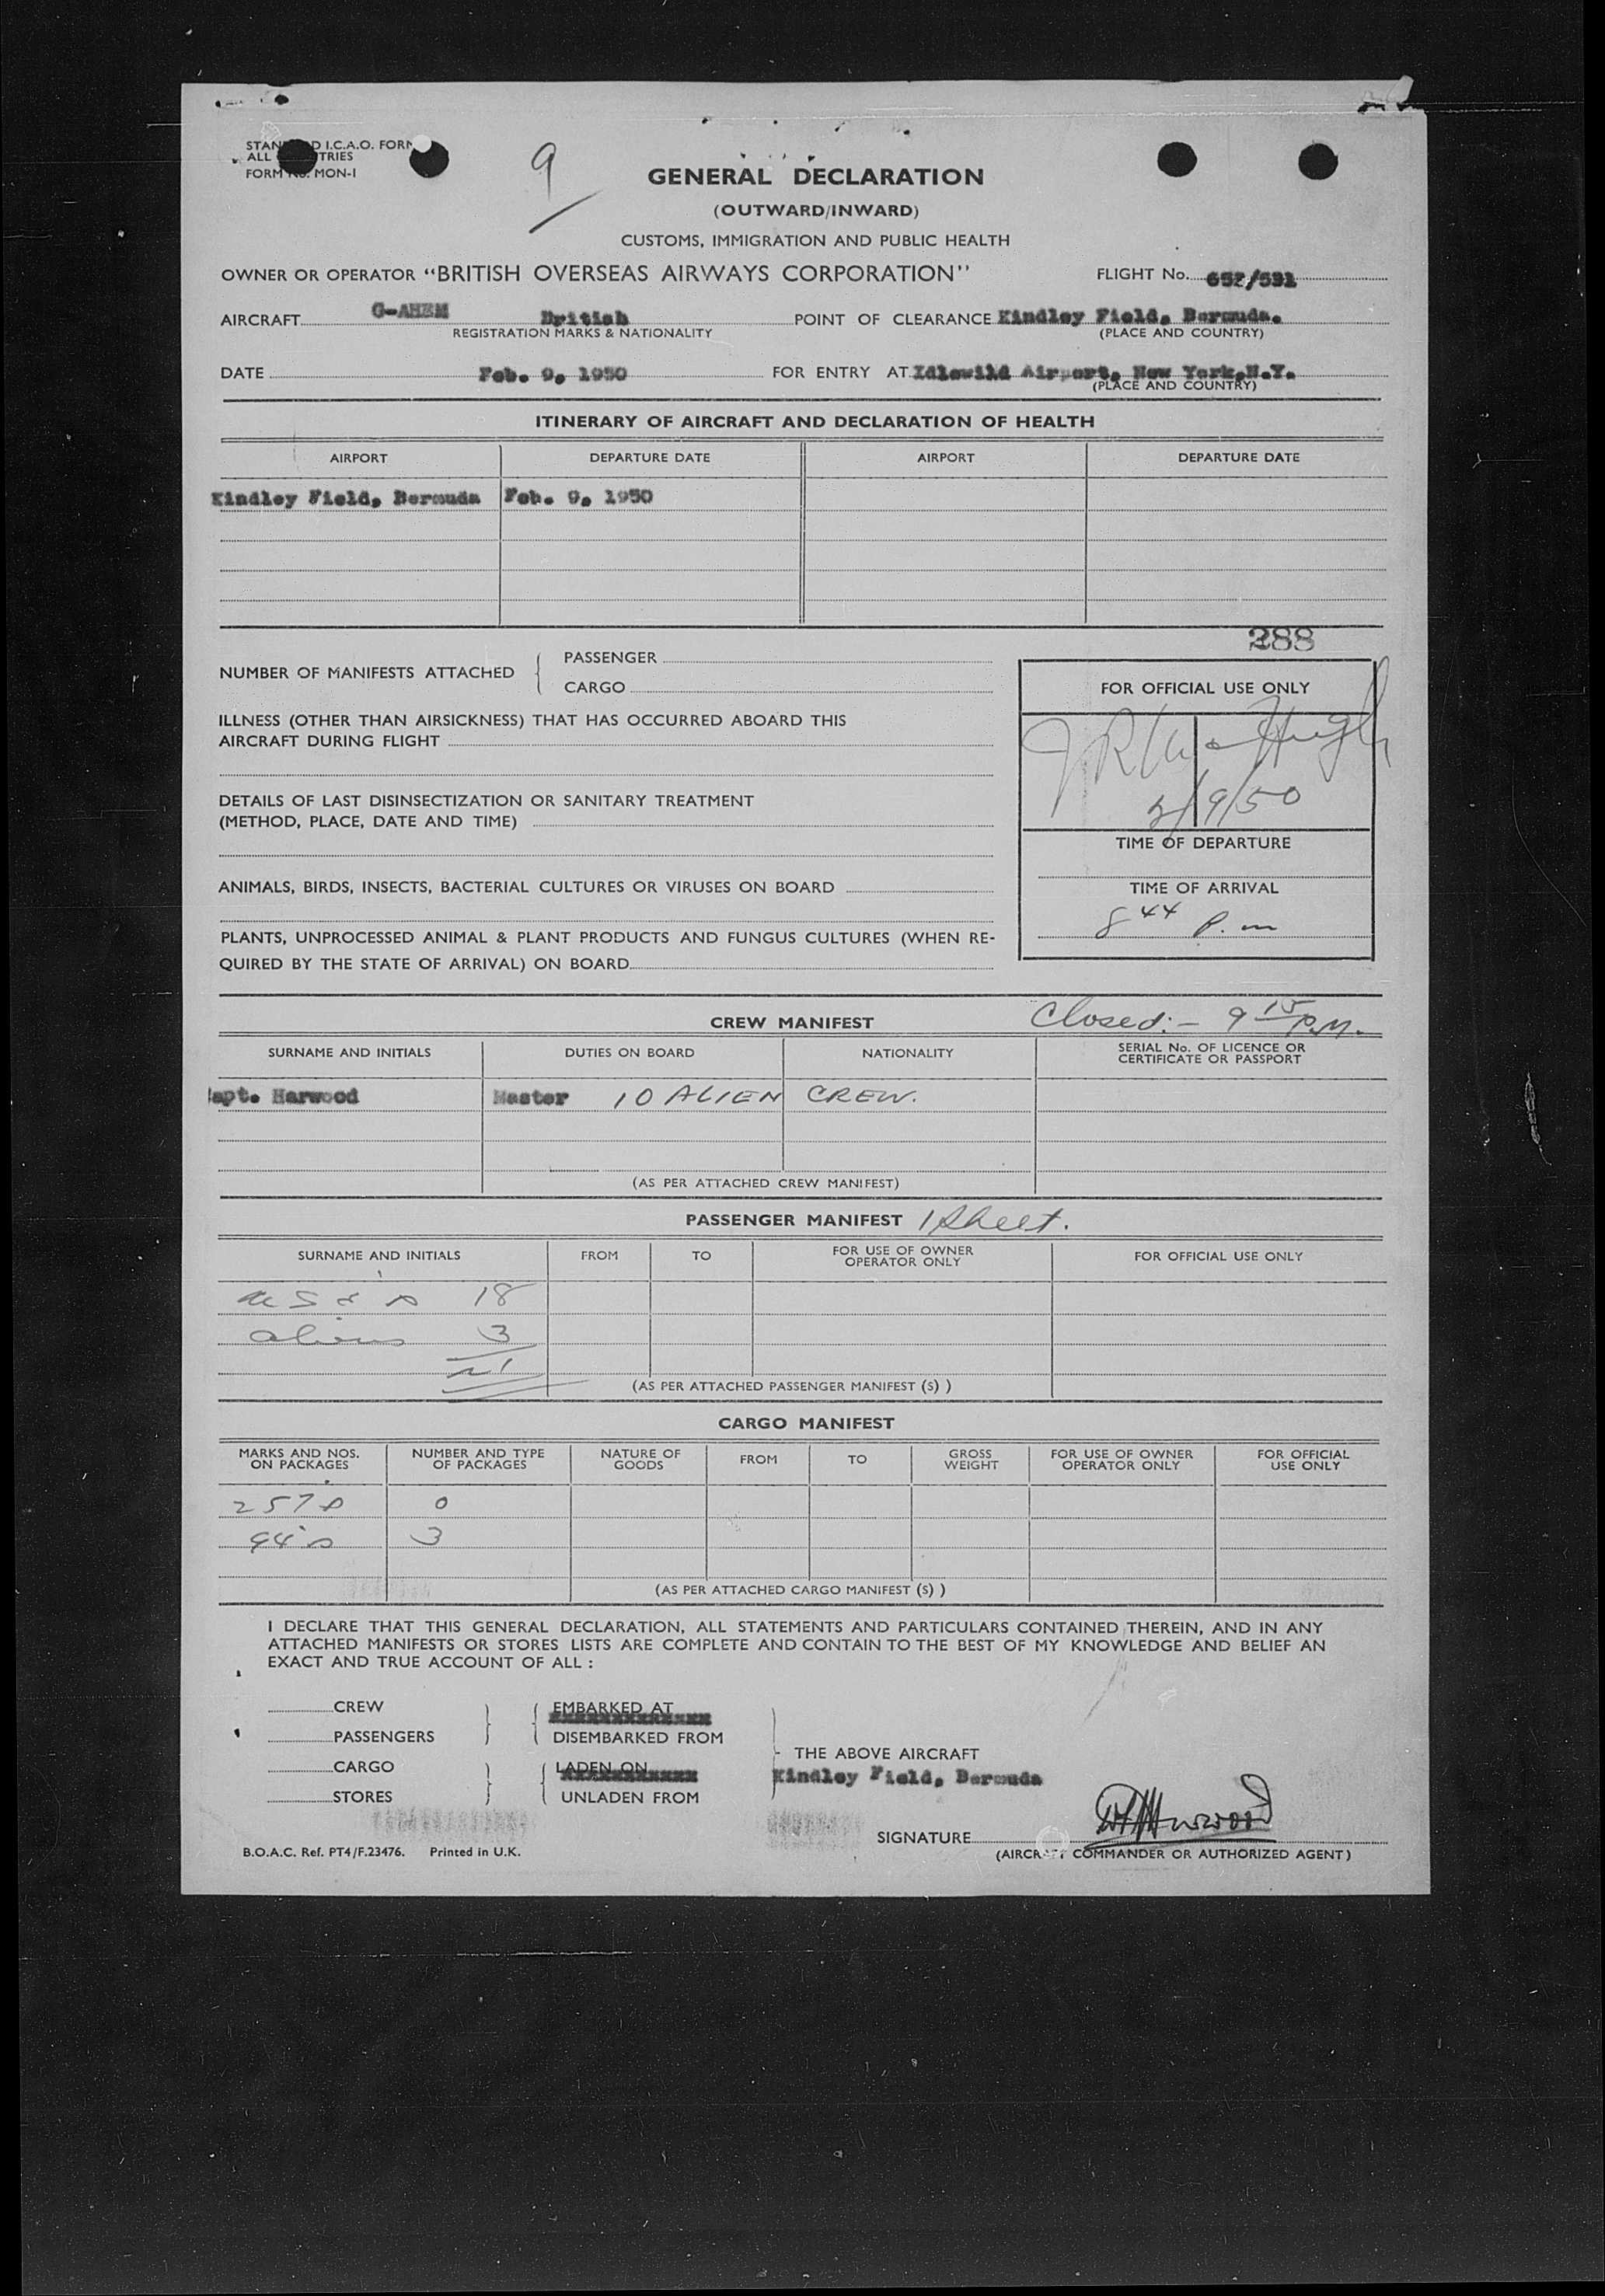 STANDARD I.C.A.O. FORM
ALL COUNTRIES
FORM No. MON-1
9
GENERAL DECLARATION
(OUTWARD/INWARD)
CUSTOMS, IMMIGRATION AND PUBLIC HEALTH
OWNER OR OPERATOR "BRITISH OVERSEAS AIRWAYS CORPORATION" FLIGHT No. 652/531
AIRCRAFT G-AHEM British POINT OF CLEARANCE Kindley Field, Bermuda.
REGISTRATION MARKS & NATIONALITY (PLACE AND COUNTRY)
DATE Feb. 9, 1950 FOR ENTRY AT Idlewild Airport, New York,N.Y.
(PLACE AND COUNTRY)
ITINERARY OF AIRCRAFT AND DECLARATION OF HEALTH
AIRPORT DEPARTURE DATE AIRPORT DEPARTURE DATE
Kindley Field, Bermuda Feb. 9, 1950
288
NUMBER OF MANIFESTS ATTACHED PASSENGER
CARGO
FOR OFFICIAL USE ONLY
ILLNESS (OTHER THAN AIRSICKNESS) THAT HAS OCCURRED ABOARD THIS
AIRCRAFT DURING FLIGHT
2/9/50
DETAILS OF LAST DISINSECTIZATION OR SANITARY TREATMENT
(METHOD, PLACE, DATE AND TIME)
TIME OF DEPARTURE
ANIMALS, BIRDS, INSECTS, BACTERIAL CULTURES OR VIRUSES ON BOARD
TIME OF ARRIVAL
8 44 P.m
PLANTS, UNPROCESSED ANIMAL & PLANT PRODUCTS AND FUNGUS CULTURES (WHEN RE-
QUIRED BY THE STATE OF ARRIVAL) ON BOARD
CREW MANIFEST Closed:- 9 15 P.M.
SURNAME AND INITIALS DUTIES ON BOARD NATIONALITY SERIAL No. OF LICENCE OR
CERTIFICATE OR PASSPORT
Capt. Harwood Master 10 ALIEN CREW.
(AS PER ATTACHED CREW MANIFEST)
PASSENGER MANIFEST 1 Sheet.
SURNAME AND INITIALS FROM TO FOR USE OF OWNER
OPERATOR ONLY FOR OFFICIAL USE ONLY
18
aliens 3
21
(AS PER ATTACHED PASSENGER MANIFEST (S) )
CARGO MANIFEST
MARKS AND NOS.
ON PACKAGES NUMBER AND TYPE
OF PACKAGES NATURE OF
GOODS FROM TO GROSS
WEIGHT FOR USE OF OWNER
OPERATOR ONLY FOR OFFICIAL
USE ONLY
257s 0
94's 3
(AS PER ATTACHED CARGO MANIFEST (S) )
I DECLARE THAT THIS GENERAL DECLARATION, ALL STATEMENTS AND PARTICULARS CONTAINED THEREIN, AND IN ANY
ATTACHED MANIFESTS OR STORES LISTS ARE COMPLETE AND CONTAIN TO THE BEST OF MY KNOWLEDGE AND BELIEF AN
EXACT AND TRUE ACCOUNT OF ALL :
CREW EMBARKED AT
PASSENGERS DISEMBARKED FROM
THE ABOVE AIRCRAFT
CARGO LADEN ON
Kindley Field, Bermuda
STORES UNLADEN FROM
SIGNATURE
B.O.A.C. Ref. PT4/F.23476. Printed in U.K. (AIRCRAFT COMMANDER OR AUTHORIZED AGENT)